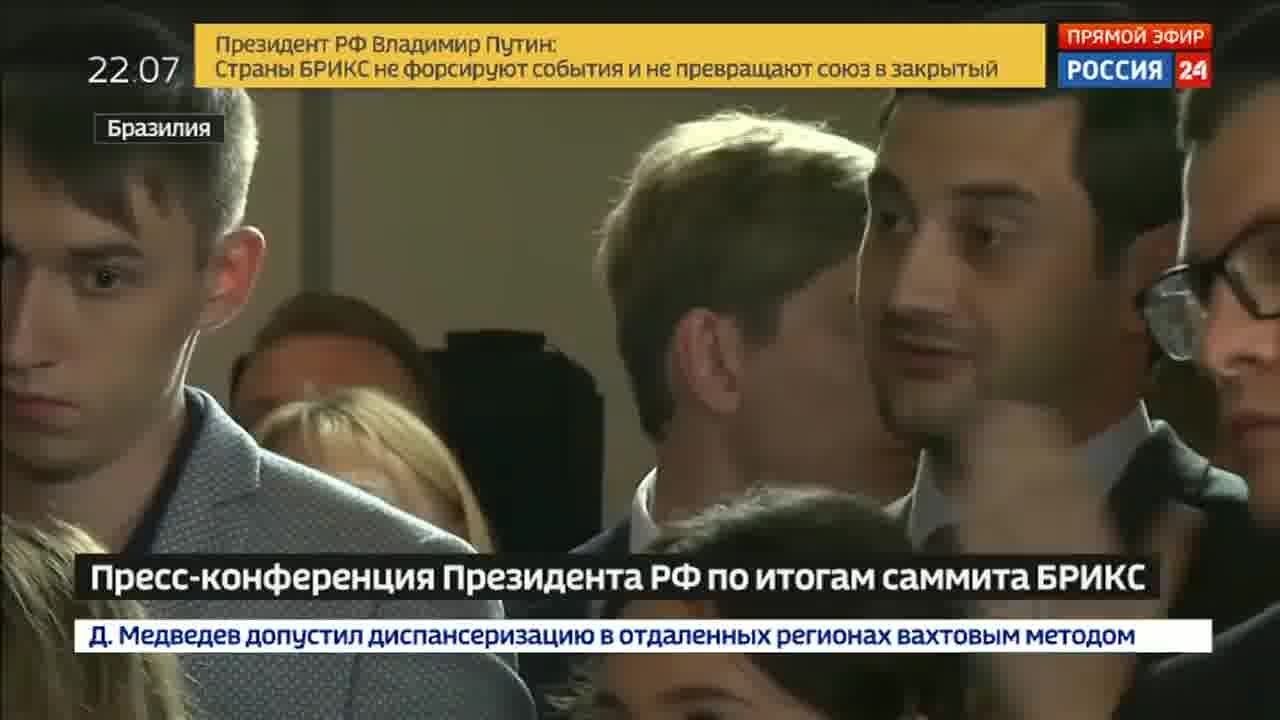 22.07
Президент РФ Владимир Путин:
Страны БРИКС не форсируют события и не превращают союз в закрытый
ПРЯМОЙ ЭФИР
РОССИЯ 24
Бразилия
Пресс-конференция Президента РФ по итогам саммита БРИКС
Д. Медведев допустил диспансеризацию в отдаленных регионах вахтовым методом